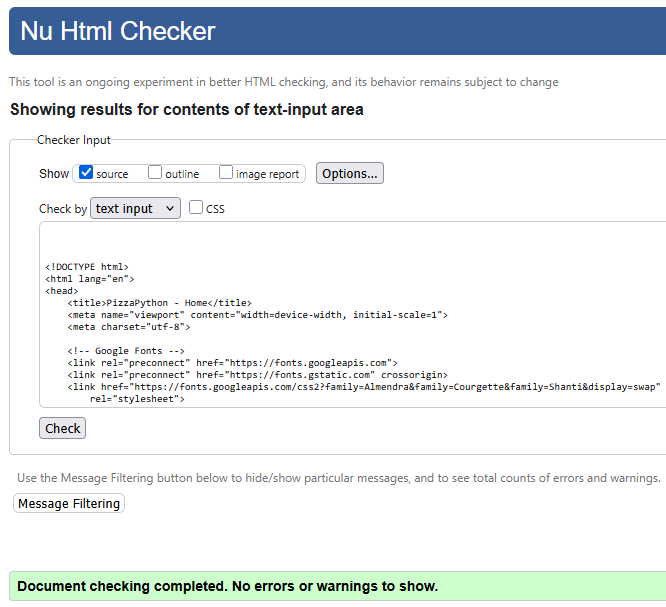 Nu Html Checker
This tool is an ongoing experiment in better HTML checking, and its behavior remains subject to change
Showing results for contents of text-input area
Checker Input
Show source outline image report Options...
Check by text input CSS
<!DOCTYPE html>
<html lang="en">
<head>
    <title>PizzaPython - Home</title>
    <meta name="viewport" content="width=device-width, initial-scale=1">
    <meta charset="utf-8">
    <!-- Google Fonts -->
    <link rel="preconnect" href="https://fonts.googleapis.com">
    <link rel="preconnect" href="https://fonts.gstatic.com" crossorigin>
    <link href="https://fonts.googleapis.com/css2?family=Almendra&family=Courgette&family=Shanti&display=swap"
        rel="stylesheet">
Check
Use the Message Filtering button below to hide/show particular messages, and to see total counts of errors and warnings.
Message Filtering
Document checking completed. No errors or warnings to show.